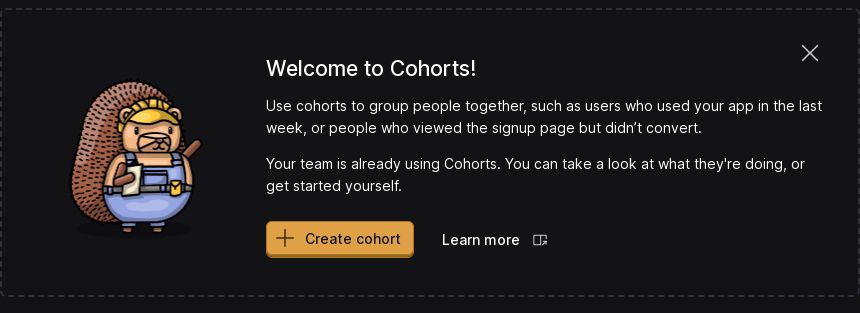 Welcome to Cohorts!
Use cohorts to group people together, such as users who used your app in the last
week, or people who viewed the signup page but didn’t convert.
Your team is already using Cohorts. You can take a look at what they're doing, or
get started yourself.
Create cohort
Learn more